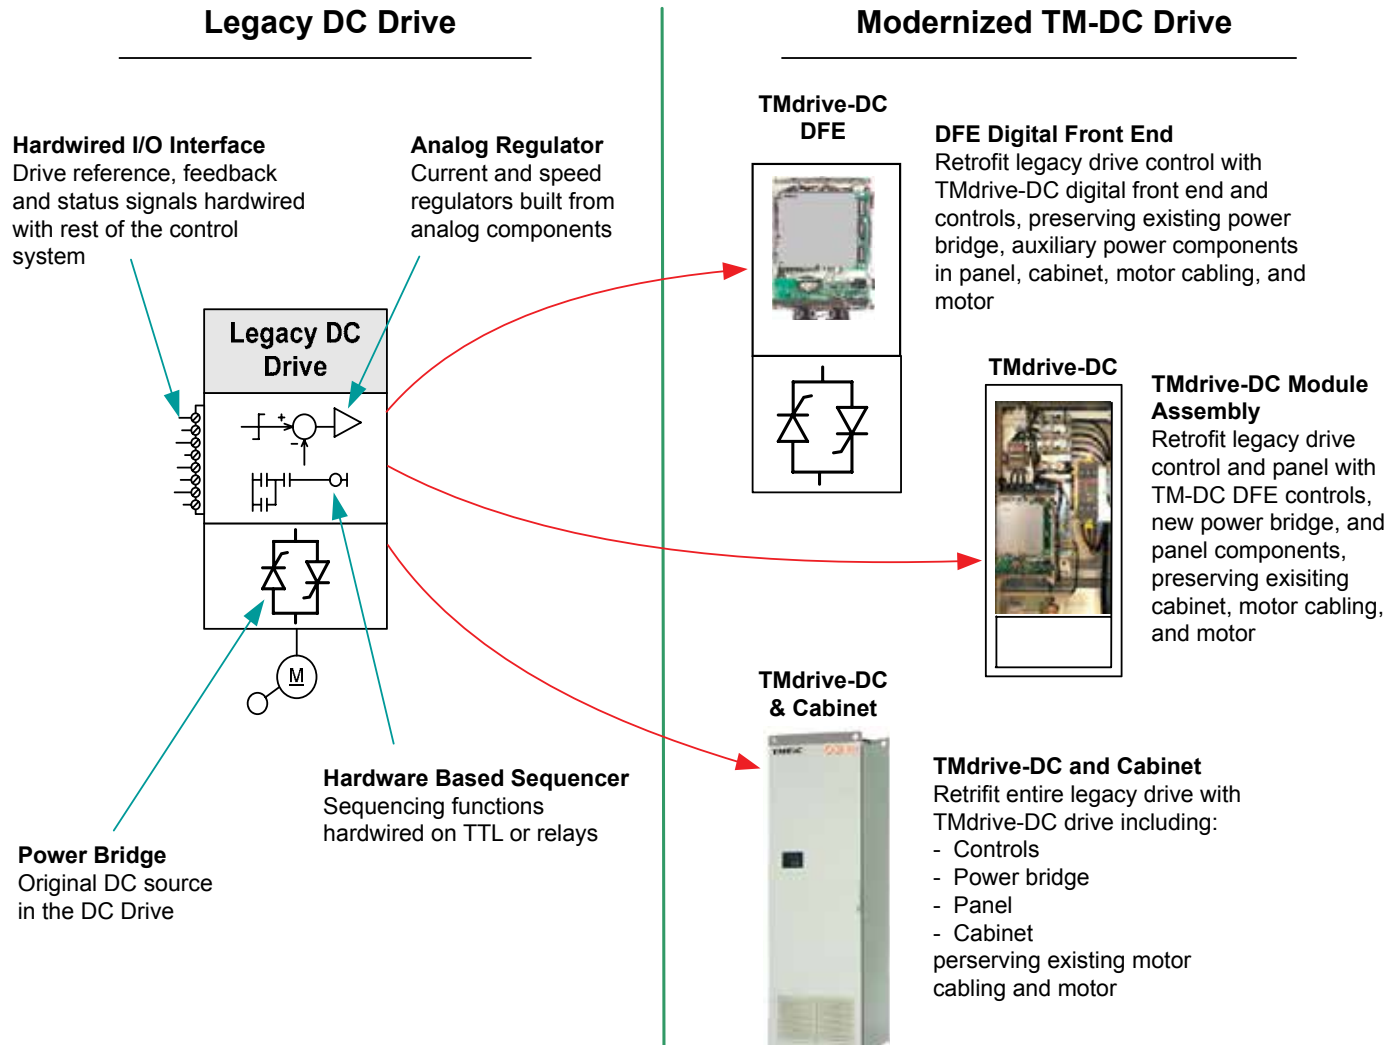 Legacy DC Drive
Modernized TM-DC Drive
Hardwired I/O Interface
Drive reference, feedback
and status signals hardwired
with rest of the control
system
Analog Regulator
Current and speed
regulators built from
analog components
Legacy DC
Drive
+
-
M
Hardware Based Sequencer
Sequencing functions
hardwired on TTL or relays
Power Bridge
Original DC source
in the DC Drive
TMdrive-DC
DFE
DFE Digital Front End
Retrofit legacy drive control with
TMdrive-DC digital front end and
controls, preserving existing power
bridge, auxiliary power components
in panel, cabinet, motor cabling, and
motor
TMdrive-DC
TMdrive-DC Module
Assembly
Retrofit legacy drive
control and panel with
TM-DC DFE controls,
new power bridge, and
panel components,
preserving exisiting
cabinet, motor cabling,
and motor
TMdrive-DC
& Cabinet
TMEIC
TMdrive-DC and Cabinet
Retrifit entire legacy drive with
TMdrive-DC drive including:
- Controls
- Power bridge
- Panel
- Cabinet
perserving existing motor
cabling and motor